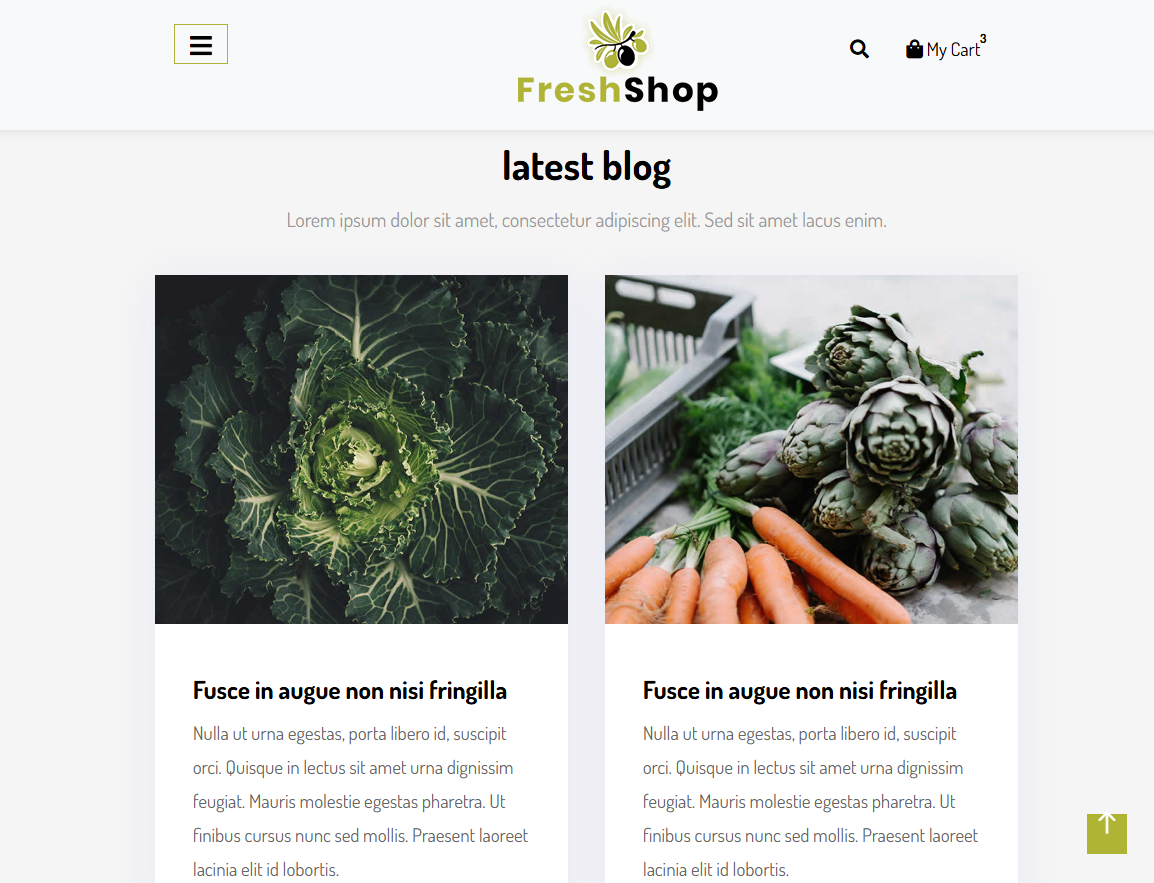 FreshShop
My Cart 3
latest blog
Lorem ipsum dolor sit amet, consectetur adipiscing elit. Sed sit amet lacus enim.
Fusce in augue non nisi fringilla
Nulla ut urna egestas, porta libero id, suscipit
orci. Quisque in lectus sit amet urna dignissim
feugiat. Mauris molestie egestas pharetra. Ut
finibus cursus nunc sed mollis. Praesent laoreet
lacinia elit id lobortis.
Fusce in augue non nisi fringilla
Nulla ut urna egestas, porta libero id, suscipit
orci. Quisque in lectus sit amet urna dignissim
feugiat. Mauris molestie egestas pharetra. Ut
finibus cursus nunc sed mollis. Praesent laoreet
lacinia elit id lobortis.